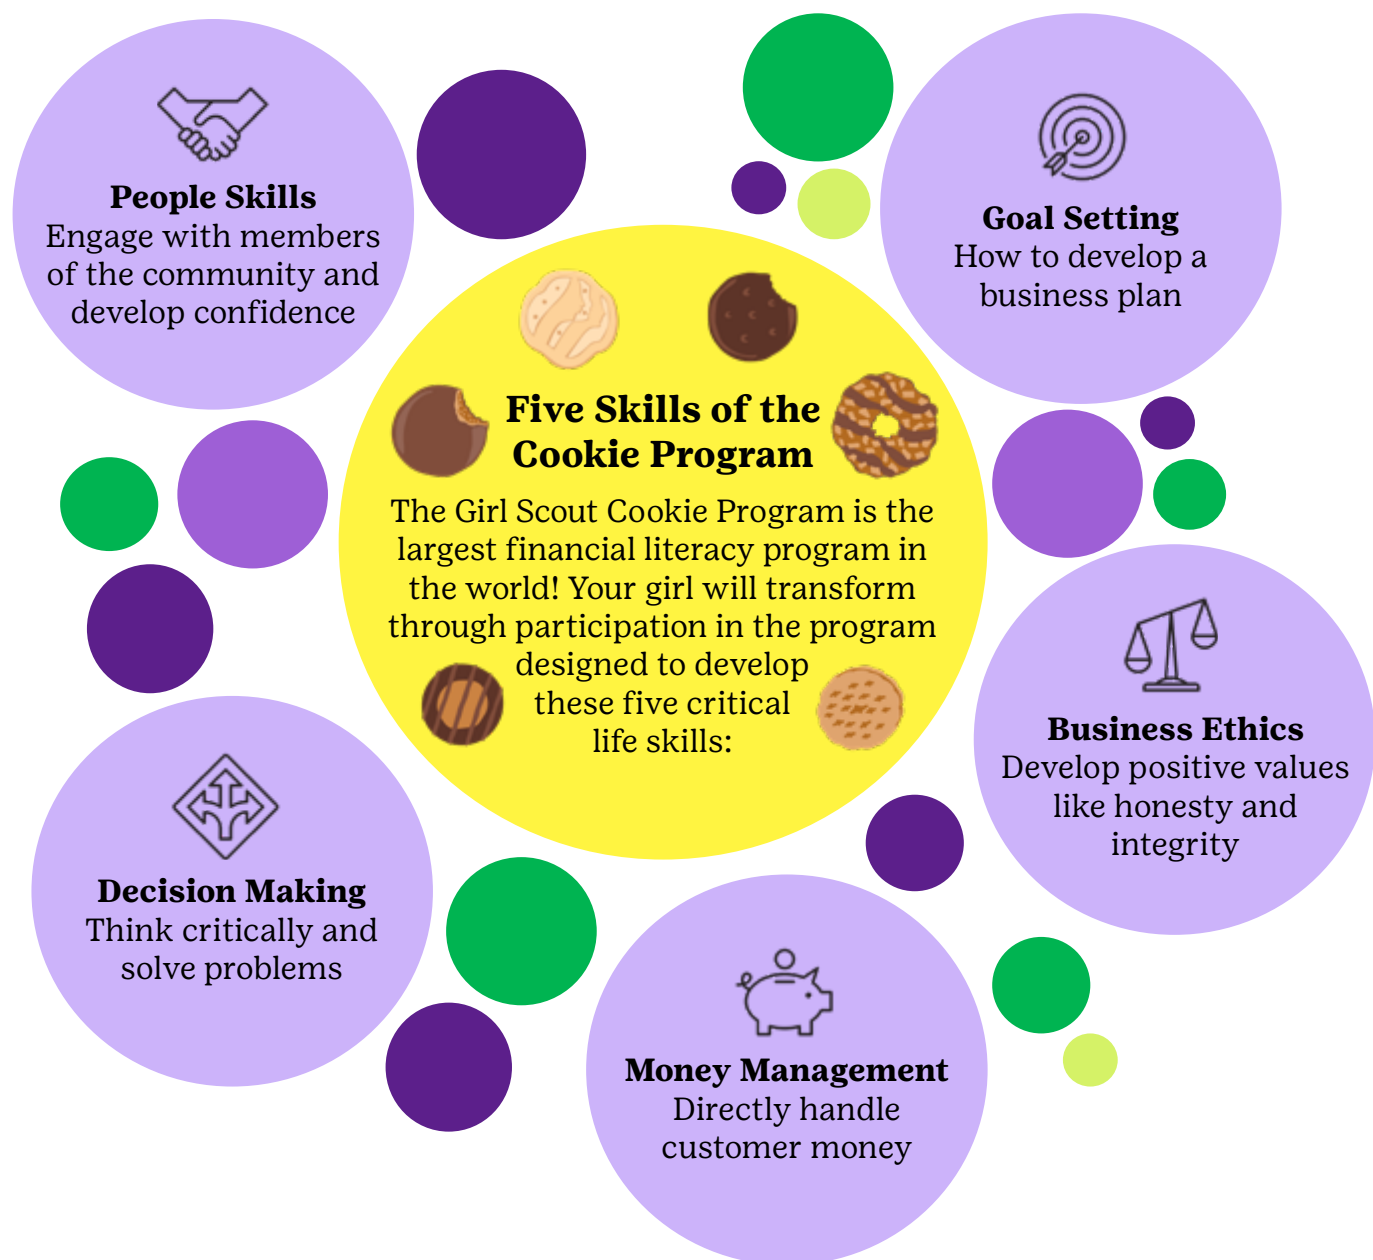 People Skills
Engage with members
of the community and
develop confidence
Goal Setting
How to develop a
business plan
Five Skills of the
Cookie Program
The Girl Scout Cookie Program is the
largest financial literacy program in
the world! Your girl will transform
through participation in the program
designed to develop
these five critical
life skills:
Business Ethics
Develop positive values
like honesty and
integrity
Decision Making
Think critically and
solve problems
Money Management
Directly handle
customer money